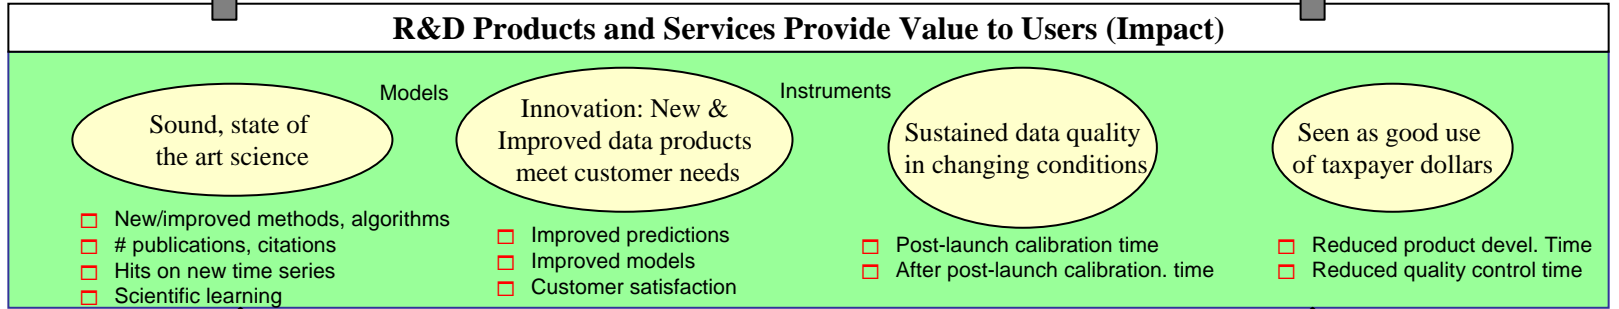 R&D Products and Services Provide Value to Users (Impact)
Models
Instruments
Sound, state of
the art science
Innovation: New &
Improved data products
meet customer needs
Sustained data quality
in changing conditions
Seen as good use
of taxpayer dollars
New/improved methods, algorithms
# publications, citations
Hits on new time series
Scientific learning
Improved predictions
Improved models
Customer satisfaction
Post-launch calibration time
After post-launch calibration. time
Reduced product devel. Time
Reduced quality control time